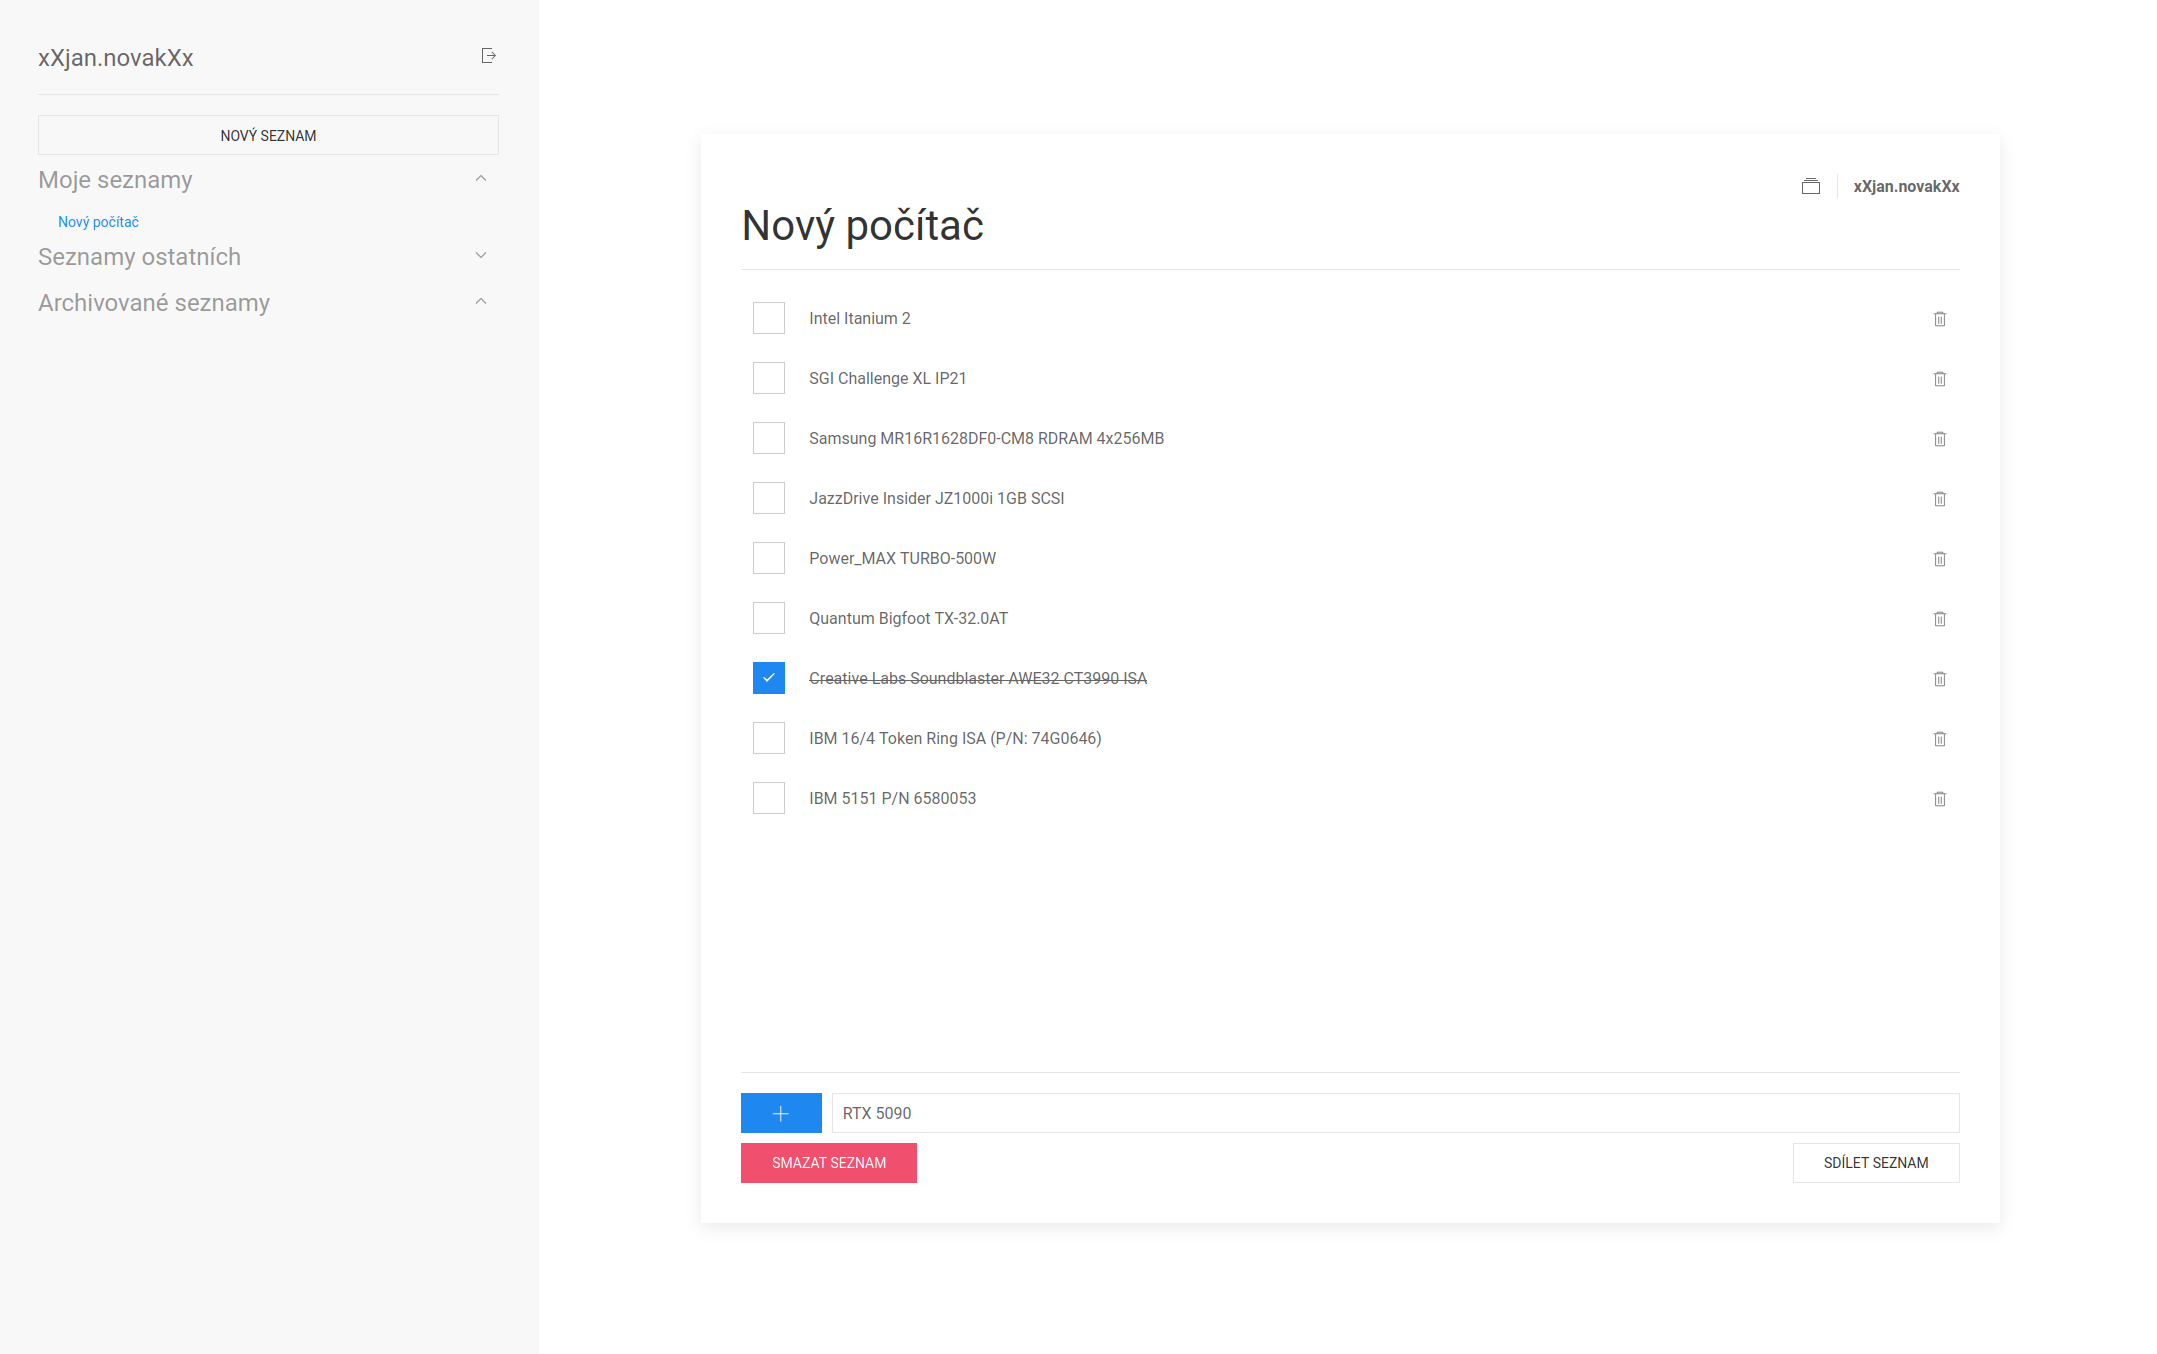 xXjan.novakXx
NOVÝ SEZNAM
Moje seznamy
Nový počítač
Seznamy ostatních
Archivované seznamy
xXjan.novakXx
Nový počítač
Intel Itanium 2
SGI Challenge XL IP21
Samsung MR16R1628DF0-CM8 RDRAM 4x256MB
JazzDrive Insider JZ1000i 1GB SCSI
Power_MAX TURBO-500W
Quantum Bigfoot TX-32.0AT
Creative Labs Soundblaster AWE32 CT3990 ISA
IBM 16/4 Token Ring ISA (P/N: 74G0646)
IBM 5151 P/N 6580053
RTX 5090
SMAZAT SEZNAM
SDÍLET SEZNAM